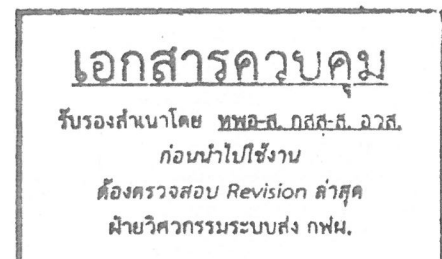 เอกสารควบคุม
รับรองสำเนาโดย หพอ-ส. กสส-ส. อวส.
ก่อนนำไปใช้งาน
ต้องตรวจสอบ Revision ล่าสุด
ฝ่ายวิศวกรรมระบบส่ง กฟผ.